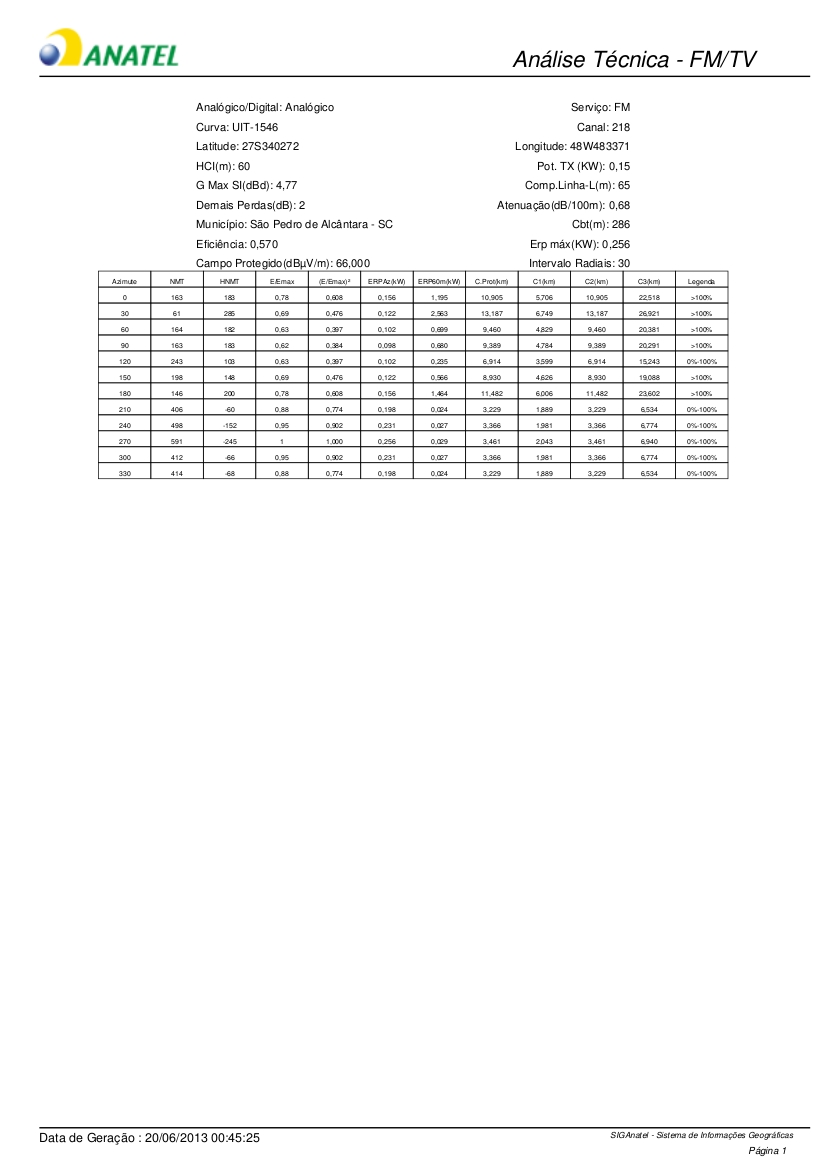 ANATEL
Análise Técnica - FM/TV
Analógico/Digital: Analógico Serviço: FM
Curva: UIT-1546 Canal: 218
Latitude: 27S340272 Longitude: 48W483371
HCI(m): 60 Pot. TX (KW): 0,15
G Max SI(dBd): 4,77 Comp.Linha-L(m): 65
Demais Perdas(dB): 2 Atenuação(dB/100m): 0,68
Município: São Pedro de Alcântara - SC Cbt(m): 286
Eficiência: 0,570 Erp máx(KW): 0,256
Campo Protegido(dBµV/m): 66,000 Intervalo Radiais: 30
Azimute NMT HNMT E/Emax (E/Emax)² ERPAz(kW) ERP60m(kW) C.Prot(km) C1(km) C2(km) C3(km) Legenda
0 163 183 0,78 0,608 0,156 1,195 10,905 5,706 10,905 22,518 >100%
30 61 285 0,69 0,476 0,122 2,563 13,187 6,749 13,187 26,921 >100%
60 164 182 0,63 0,397 0,102 0,699 9,460 4,829 9,460 20,381 >100%
90 163 183 0,62 0,384 0,098 0,680 9,389 4,784 9,389 20,291 >100%
120 243 103 0,63 0,397 0,102 0,235 6,914 3,599 6,914 15,243 0%-100%
150 198 148 0,69 0,476 0,122 0,566 8,930 4,626 8,930 19,088 >100%
180 146 200 0,78 0,608 0,156 1,464 11,482 6,006 11,482 23,602 >100%
210 406 -60 0,88 0,774 0,198 0,024 3,229 1,889 3,229 6,534 0%-100%
240 498 -152 0,95 0,902 0,231 0,027 3,366 1,981 3,366 6,774 0%-100%
270 591 -245 1 1,000 0,256 0,029 3,461 2,043 3,461 6,940 0%-100%
300 412 -66 0,95 0,902 0,231 0,027 3,366 1,981 3,366 6,774 0%-100%
330 414 -68 0,88 0,774 0,198 0,024 3,229 1,889 3,229 6,534 0%-100%
Data de Geração : 20/06/2013 00:45:25
SIGAnatel - Sistema de Informações Geográficas
Página 1